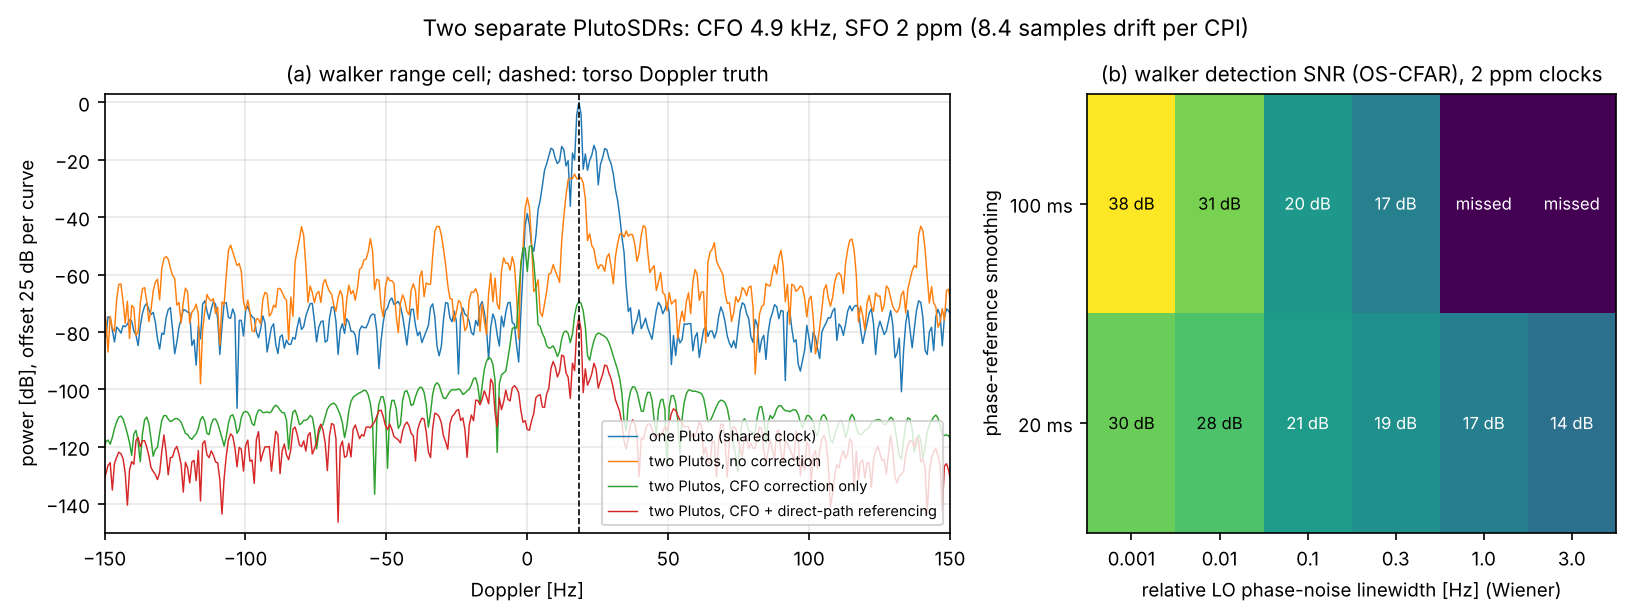 Two separate PlutoSDRs: CFO 4.9 kHz, SFO 2 ppm (8.4 samples drift per CPI)
(a) walker range cell; dashed: torso Doppler truth
power [dB], offset 25 dB per curve
0
−20
−40
−60
−80
−100
−120
−140
one Pluto (shared clock)
two Plutos, no correction
two Plutos, CFO correction only
two Plutos, CFO + direct-path referencing
−150
−100
−50
0
50
100
150
Doppler [Hz]
(b) walker detection SNR (OS-CFAR), 2 ppm clocks
phase-reference smoothing
100 ms
38 dB
31 dB
20 dB
17 dB
missed
missed
20 ms
30 dB
28 dB
21 dB
19 dB
17 dB
14 dB
0.001
0.01
0.1
0.3
1.0
3.0
relative LO phase-noise linewidth [Hz] (Wiener)